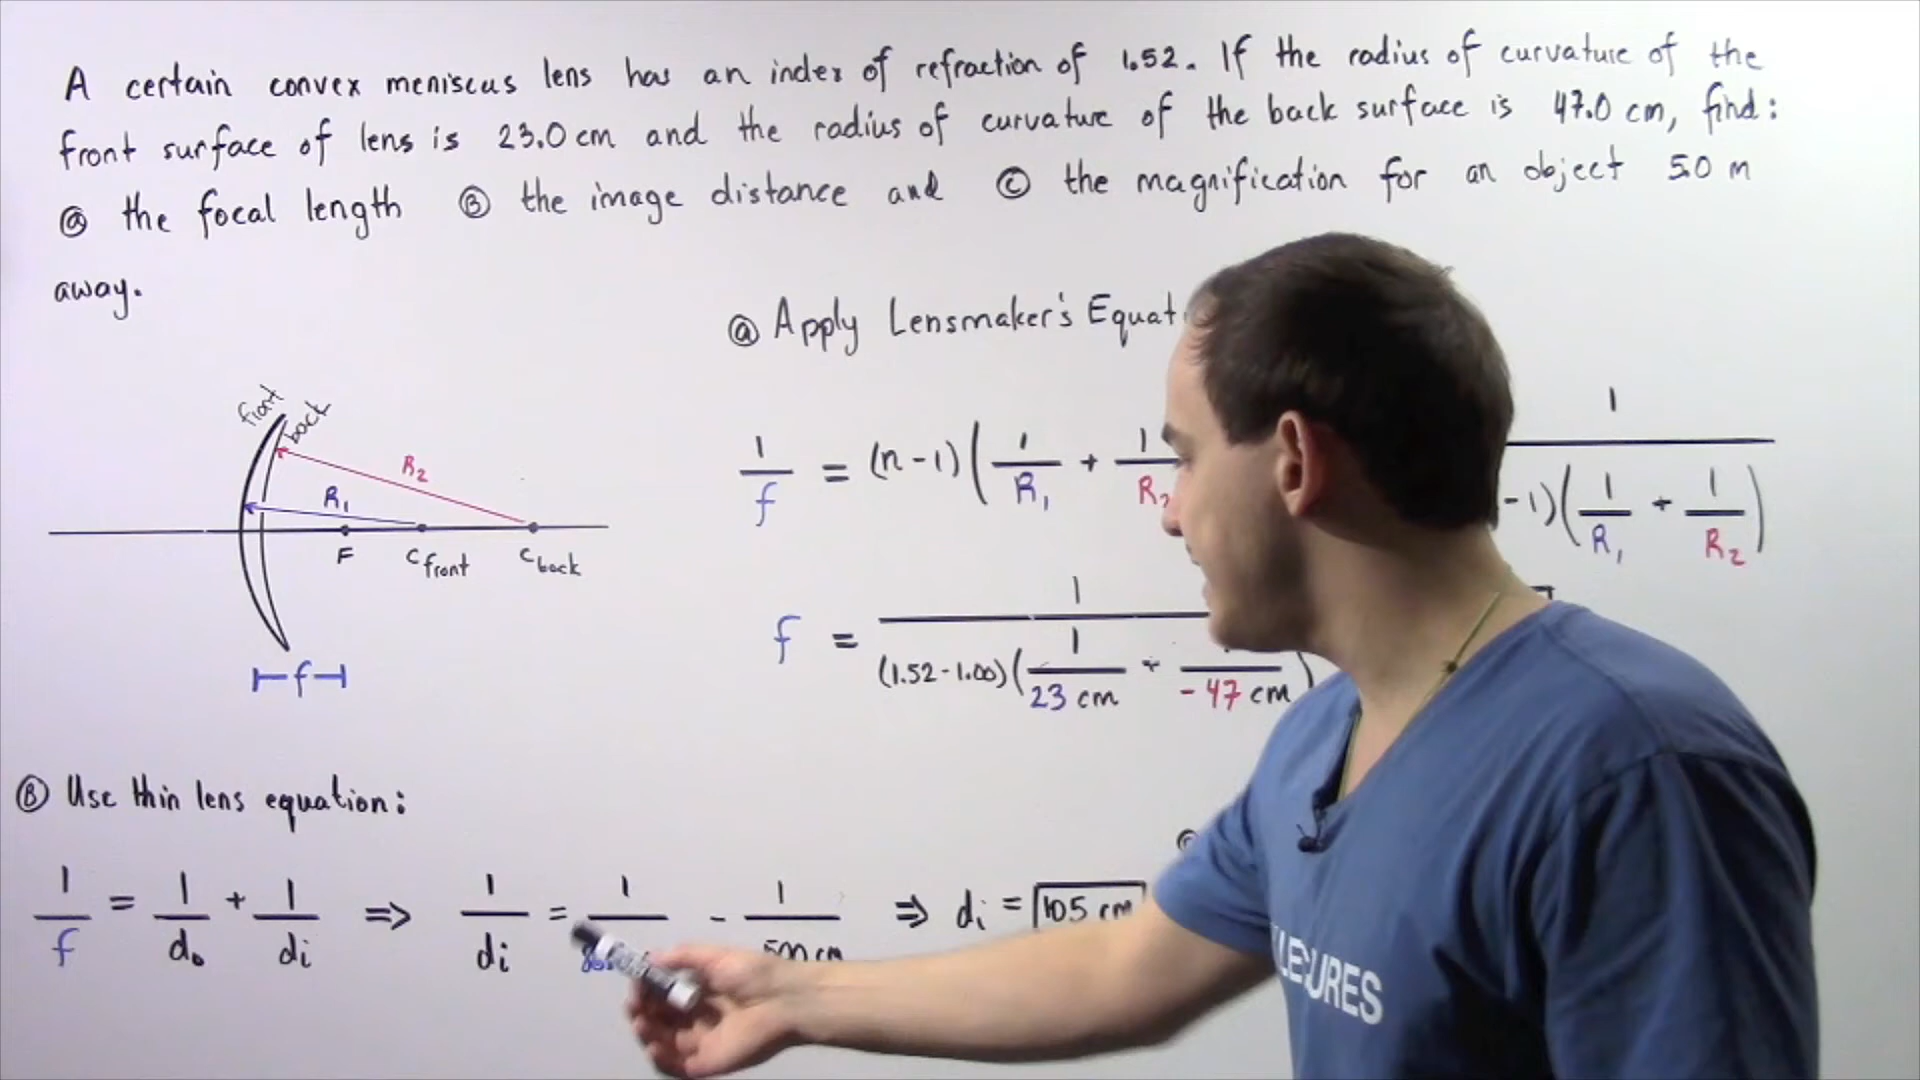 A certain convex meniscus lens has an index of refraction of 1.52. If the radius of curvature of the
front surface of lens is 23.0 cm and the radius of curvature of the back surface is 47.0 cm, find:
ⓐ the focal length Ⓑ the image distance and Ⓒ the magnification for an object 5.0 m
away.
ⓐ Apply Lensmaker's
front
back
R2
R1
F
C front
C back
f
1/f = (n-1)(1/R1 + 1/R2
1
-1)(1/R1 + 1/R2)
f = 1/(1.52-1.00)(1/23 cm + /-47 cm)
Ⓑ Use thin lens equation:
1/f = 1/do + 1/di ⇒ 1/di = 1/ - 1/500 cm ⇒ di = 105 cm